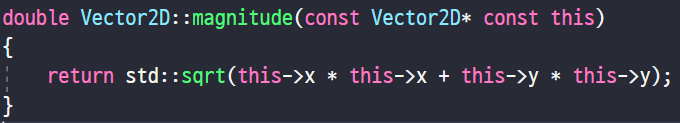 double Vector2D::magnitude(const Vector2D* const this)
{
    return std::sqrt(this->x * this->x + this->y * this->y);
}